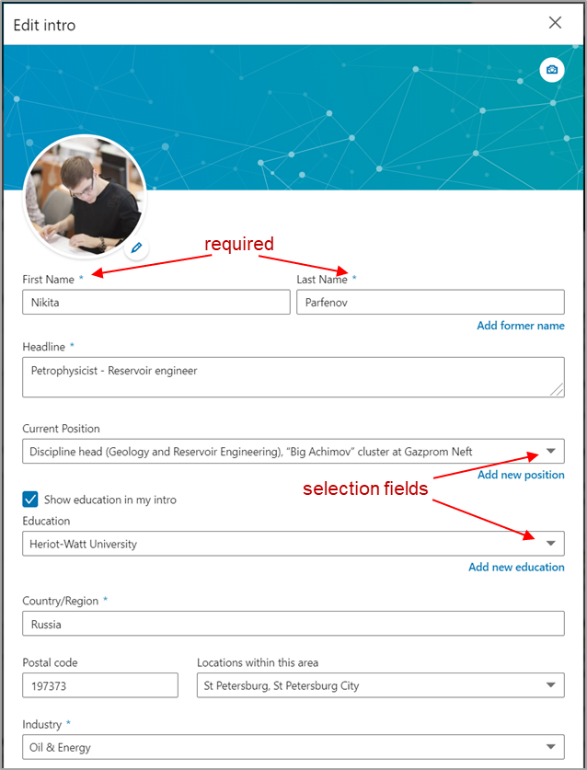 Edit intro
required
First Name *
Last Name *
Nikita
Parfenov
Add former name
Headline *
Petrophysicist - Reservoir engineer
Current Position
Discipline head (Geology and Reservoir Engineering), "Big Achimov" cluster at Gazprom Neft
Add new position
selection fields
Show education in my intro
Education
Heriot-Watt University
Add new education
Country/Region *
Russia
Postal code
Locations within this area
197373
St Petersburg, St Petersburg City
Industry *
Oil & Energy